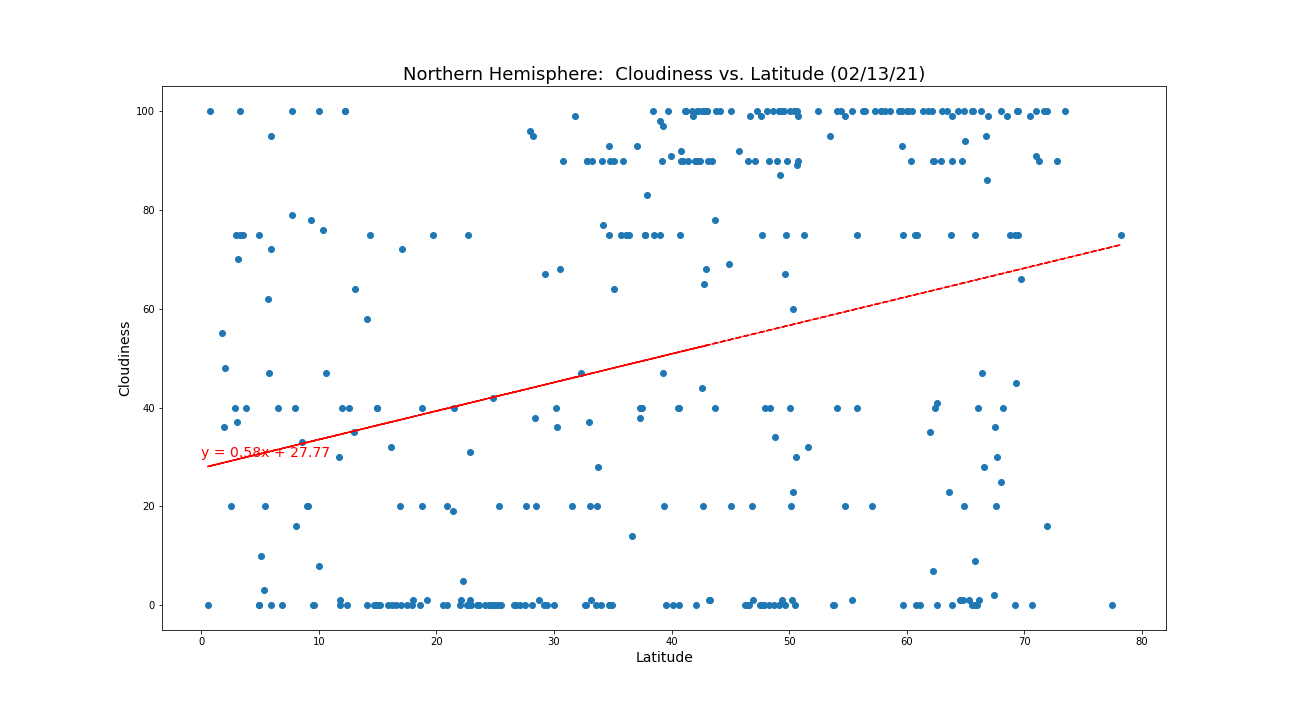 Northern Hemisphere:  Cloudiness vs. Latitude (02/13/21)
100
80
60
40
20
0
Cloudiness
y = 0.58x + 27.77
0 10 20 30 40 50 60 70 80
Latitude